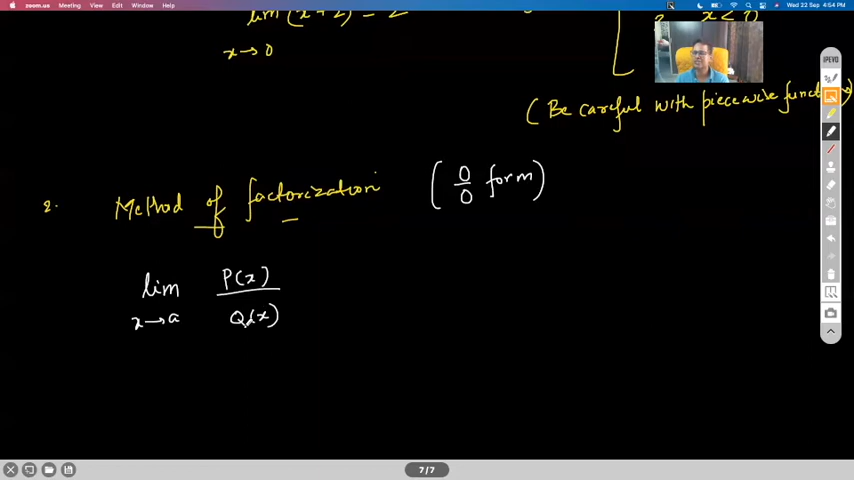 zoom.us Meeting View Edit Window Help Wed 22 Sep 4:54 PM
lim (x+2) = 2
x→0
x < 0
(Be careful with piecewise functions)
IPEVO
2. Method of factorization (0/0 form)
lim P(x)/Q(x)
x→a
7/7